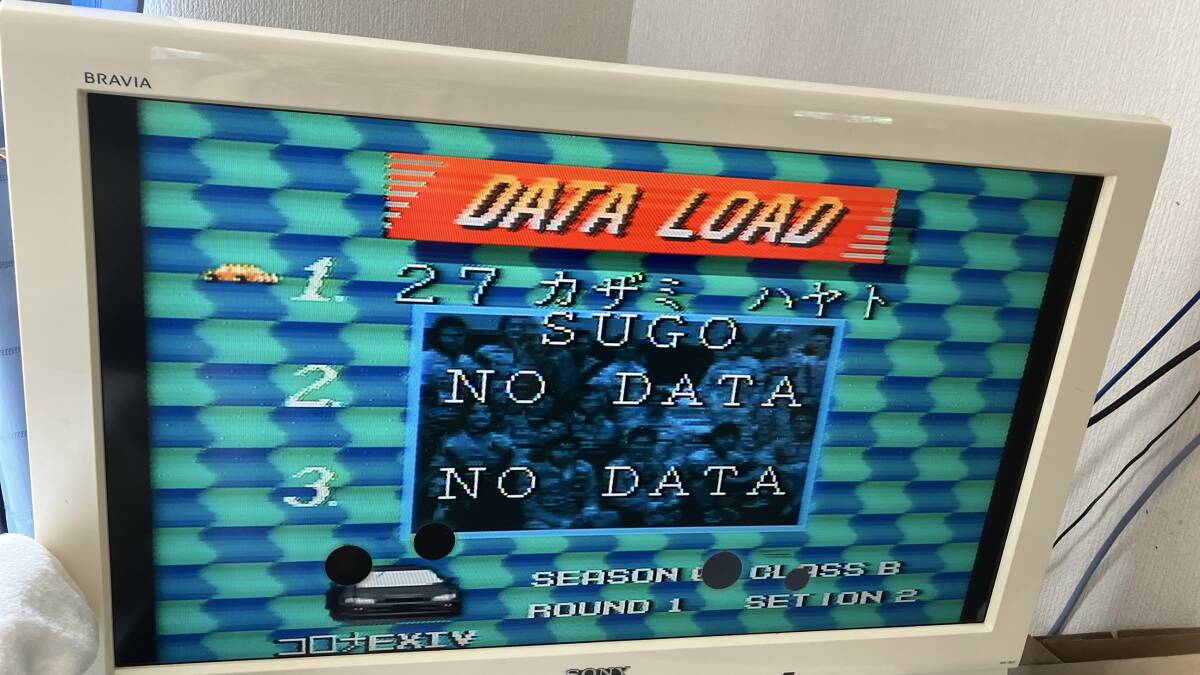 BRAVIA
DATA LOAD
1. 27 カザミ ハヤト
SUGO
2. NO DATA
3. NO DATA
SEASON CLASS B
ROUND 1 SETION 2
コロナEXIV
SONY